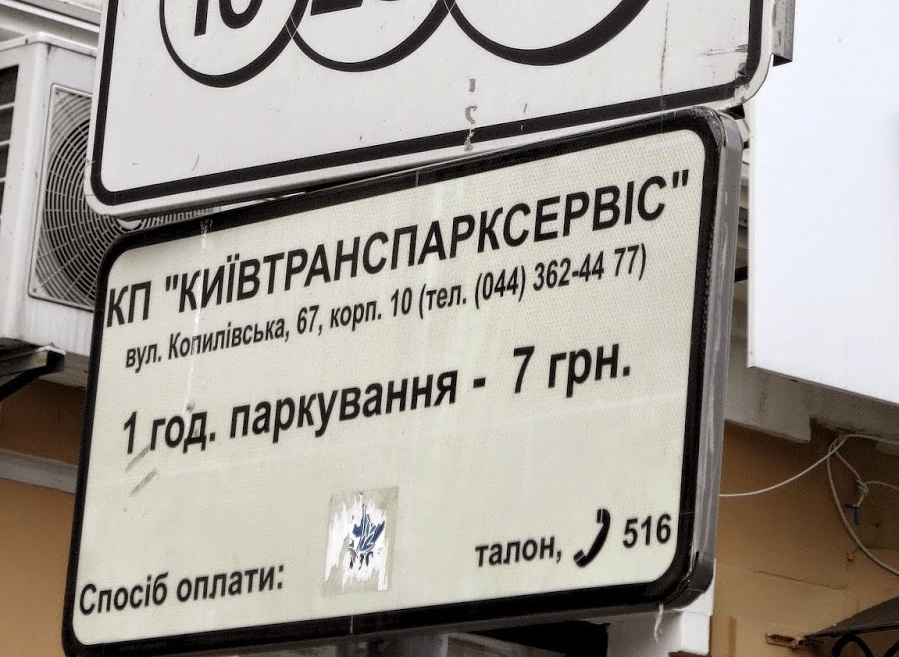 10
КП "КИЇВТРАНСПАРКСЕРВІС"
вул. Копилівська, 67, корп. 10 (тел. (044) 362-44 77)
1 год. паркування - 7 грн.
Спосіб оплати: талон, 516